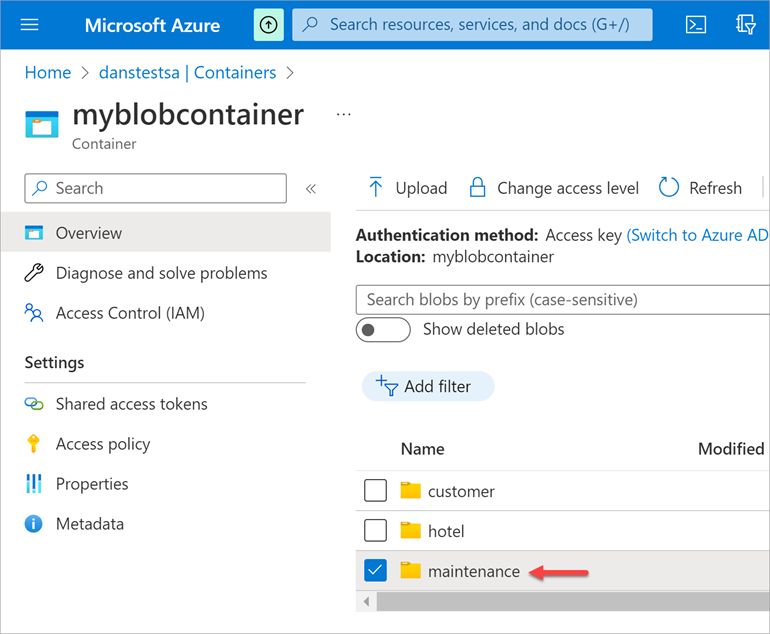 Microsoft Azure
Search resources, services, and docs (G+/)
Home > danstestsa | Containers >
myblobcontainer ...
Container
Search «
Upload Change access level Refresh
Overview
Diagnose and solve problems
Access Control (IAM)
Settings
Shared access tokens
Access policy
Properties
Metadata
Authentication method: Access key (Switch to Azure AD
Location: myblobcontainer
Search blobs by prefix (case-sensitive)
Show deleted blobs
Add filter
Name Modified
customer
hotel
maintenance